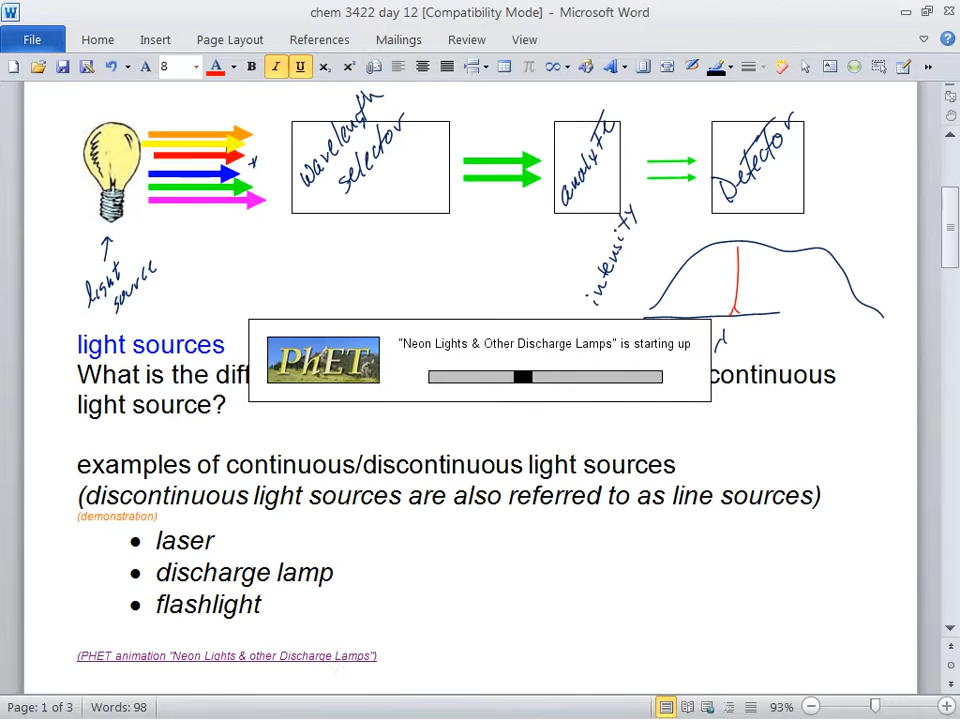 chem 3422 day 12 [Compatibility Mode] - Microsoft Word
File Home Insert Page Layout References Mailings Review View
8 A B I U
wavelength
selector
analyte
Detector
light
source
intensity
λ
light sources
What is the diff continuous
light source?
PhET
"Neon Lights & Other Discharge Lamps" is starting up
examples of continuous/discontinuous light sources
(discontinuous light sources are also referred to as line sources)
(demonstration)
• laser
• discharge lamp
• flashlight
(PHET animation "Neon Lights & other Discharge Lamps")
Page: 1 of 3 Words: 98 93%